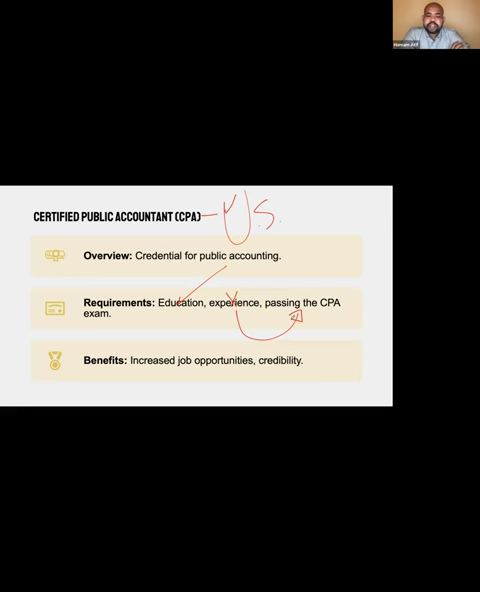 CERTIFIED PUBLIC ACCOUNTANT (CPA) U.S.
Overview: Credential for public accounting.
Requirements: Education, experience, passing the CPA
exam.
Benefits: Increased job opportunities, credibility.